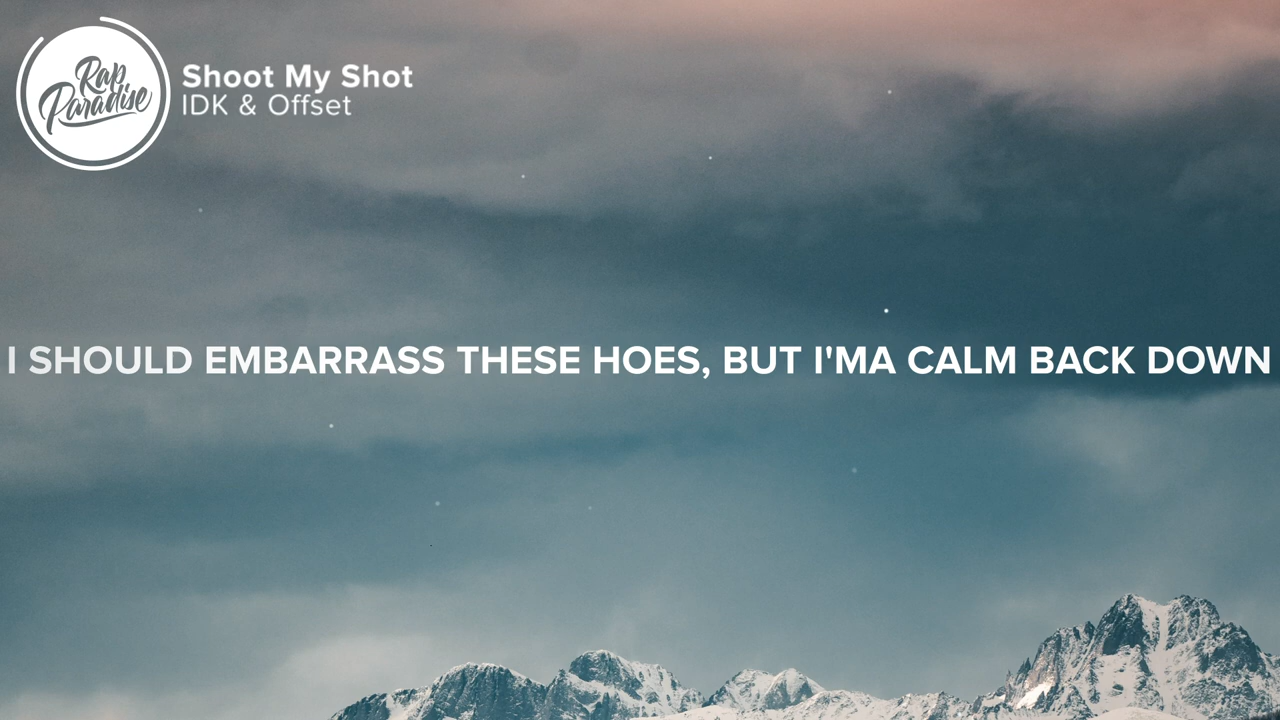 Rap
Paradise
Shoot My Shot
IDK & Offset
I SHOULD EMBARRASS THESE HOES, BUT I'MA CALM BACK DOWN